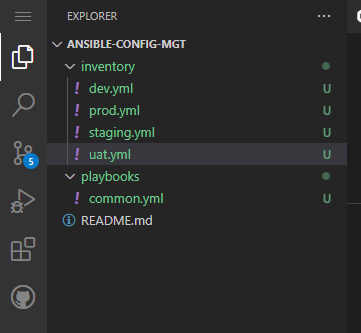 EXPLORER
ANSIBLE-CONFIG-MGT
inventory
! dev.yml U
! prod.yml U
! staging.yml U
! uat.yml U
playbooks
! common.yml U
README.md
5